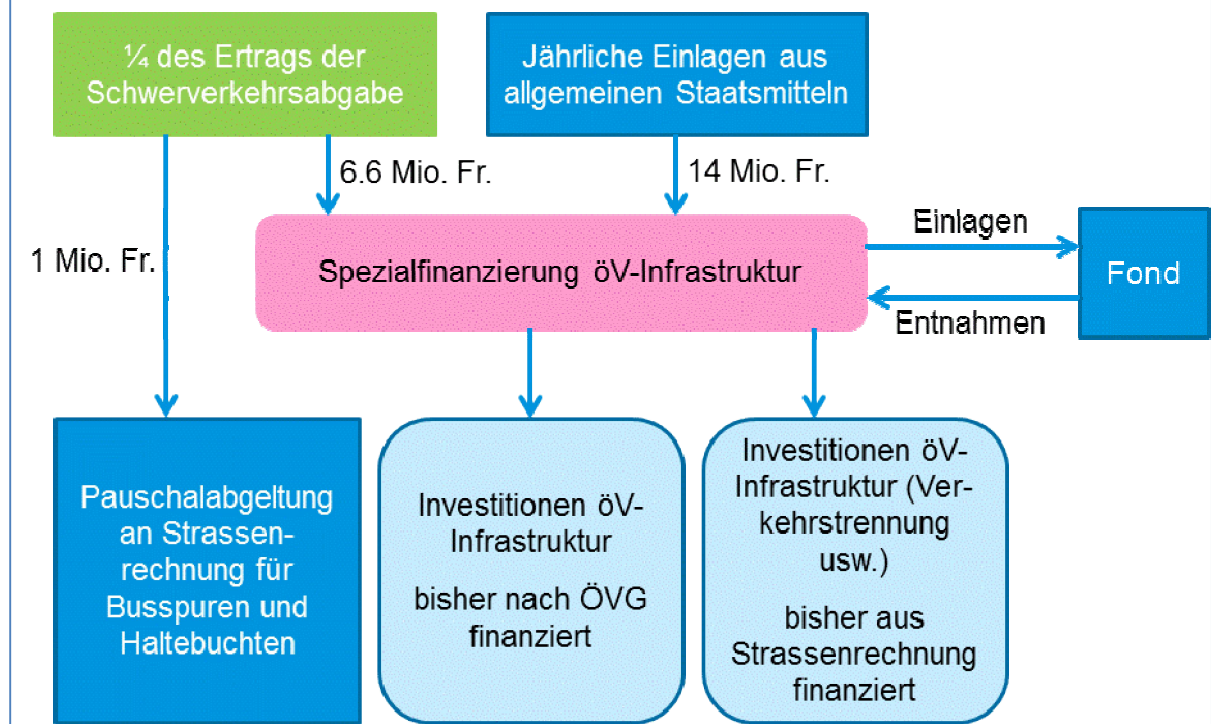 ¼ des Ertrags der
Schwerverkehrsabgabe
Jährliche Einlagen aus
allgemeinen Staatsmitteln
6.6 Mio. Fr.
14 Mio. Fr.
1 Mio. Fr.
Spezialfinanzierung öV-Infrastruktur
Einlagen
Fond
Entnahmen
Pauschalabgeltung
an Strassen-
rechnung für
Busspuren und
Haltebuchten
Investitionen öV-
Infrastruktur
bisher nach ÖVG
finanziert
Investitionen öV-
Infrastruktur (Ver-
kehrstrennung
usw.)
bisher aus
Strassenrechnung
finanziert